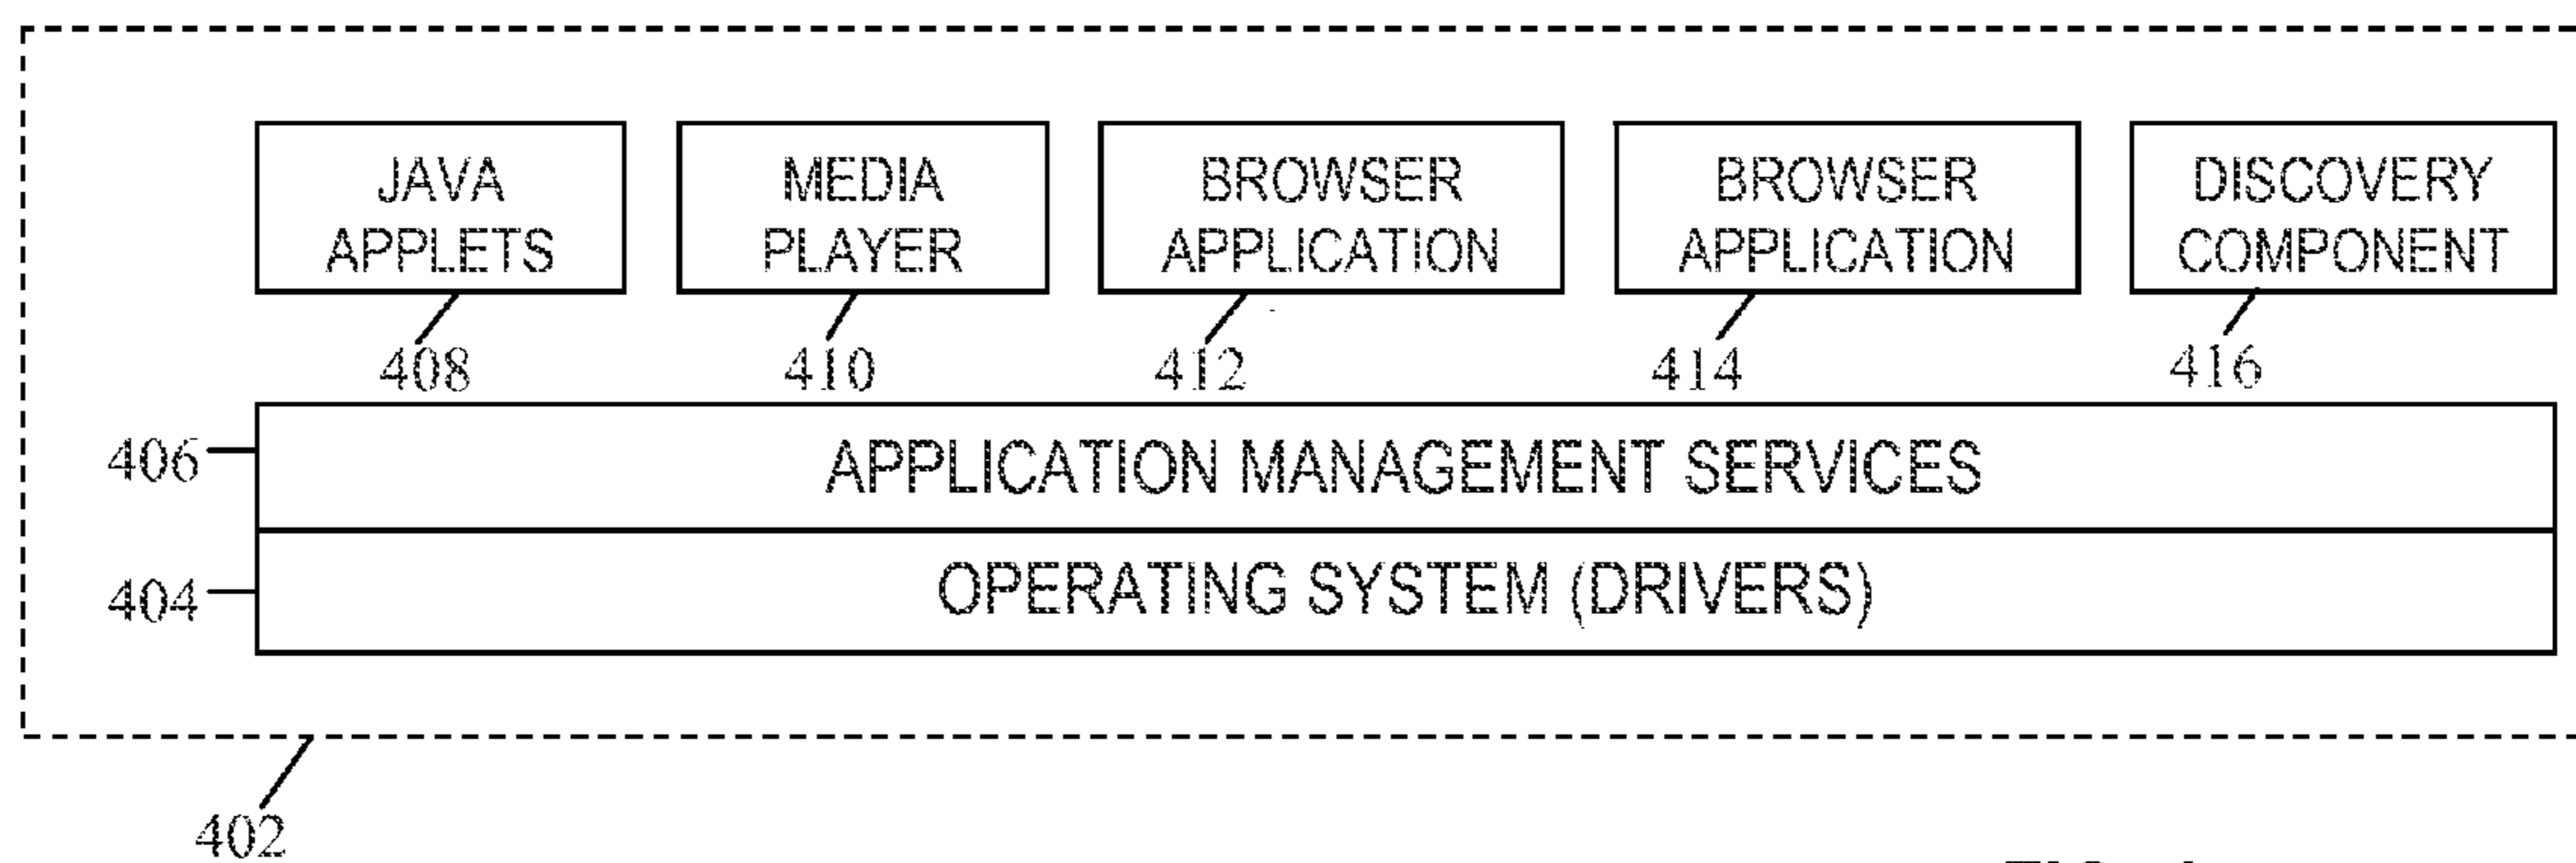 JAVA
APPLETS
MEDIA
PLAYER
BROWSER
APPLICATION
BROWSER
APPLICATION
DISCOVERY
COMPONENT
408
410
412
414
416
406
APPLICATION MANAGEMENT SERVICES
404
OPERATING SYSTEM (DRIVERS)
402